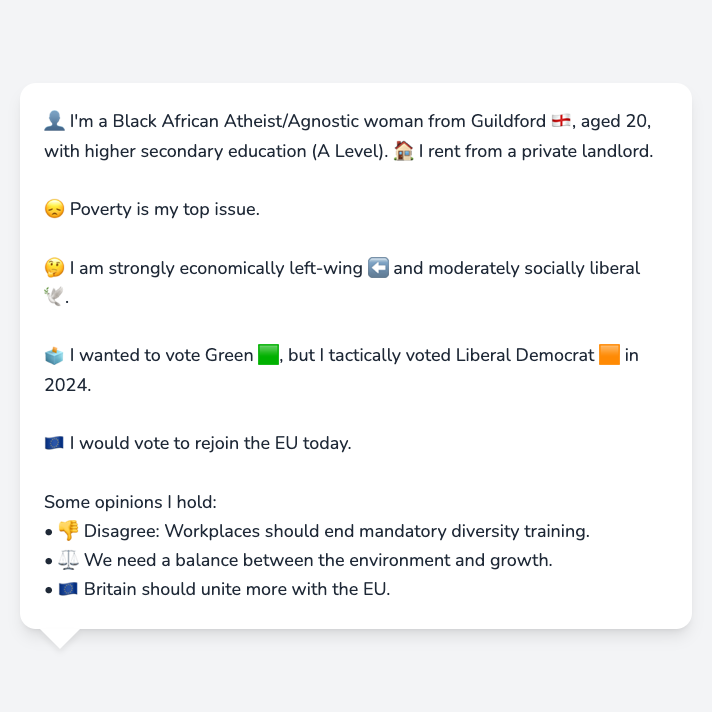 👤 I'm a Black African Atheist/Agnostic woman from Guildford 🏴󠁧󠁢󠁥󠁮󠁧󠁿, aged 20,
with higher secondary education (A Level). 🏠 I rent from a private landlord.
😞 Poverty is my top issue.
🤔 I am strongly economically left-wing ⬅️ and moderately socially liberal
🕊️.
🗳️ I wanted to vote Green 🟩, but I tactically voted Liberal Democrat 🟧 in
2024.
🇪🇺 I would vote to rejoin the EU today.
Some opinions I hold:
• 👎 Disagree: Workplaces should end mandatory diversity training.
• ⚖️ We need a balance between the environment and growth.
• 🇪🇺 Britain should unite more with the EU.